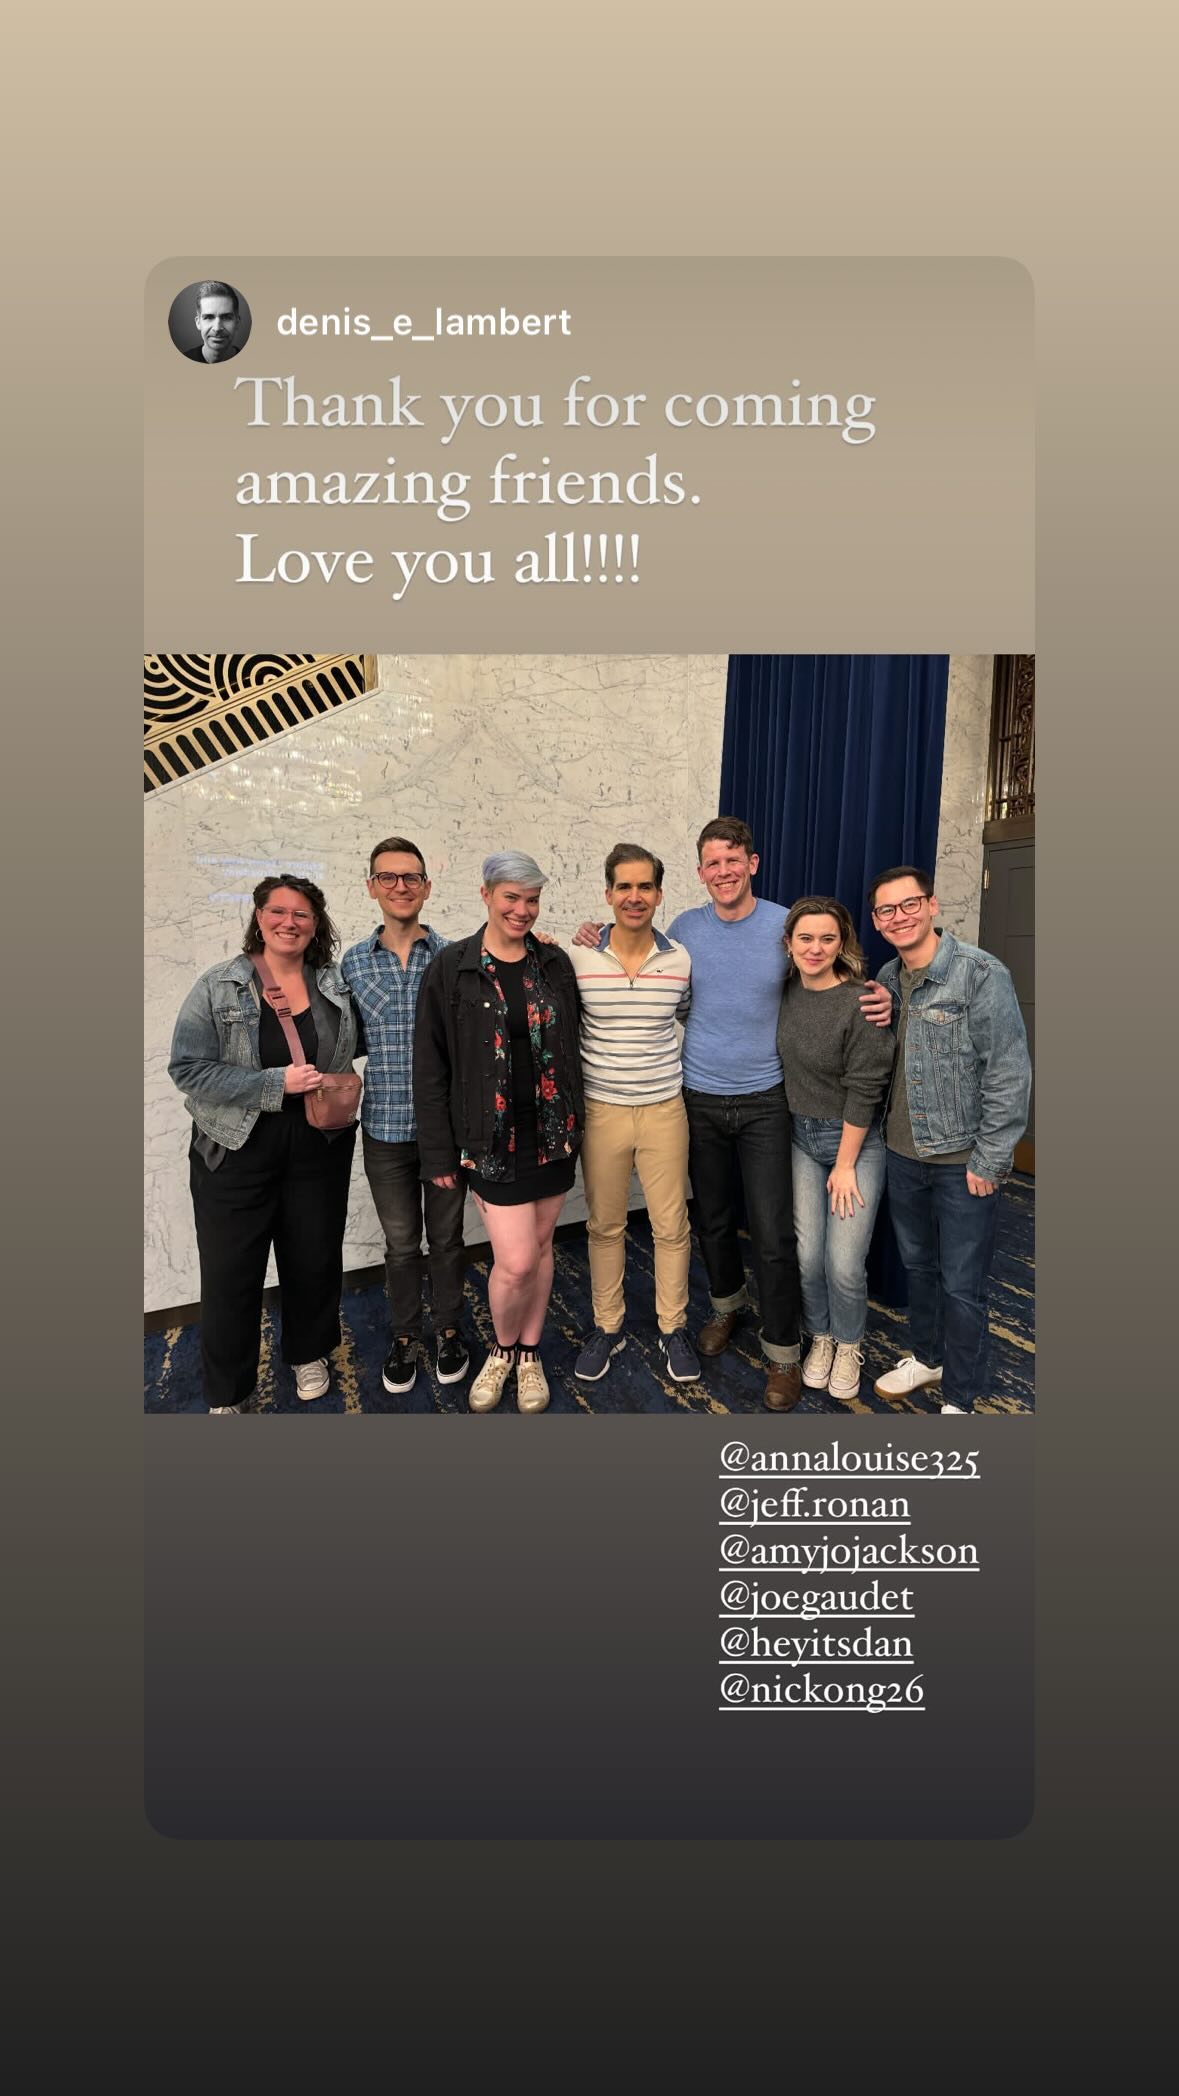 denis_e_lambert
Thank you for coming
amazing friends.
Love you all!!!!
@annalouise325
@jeff.ronan
@amyjojackson
@joegaudet
@heyitsdan
@nickong26